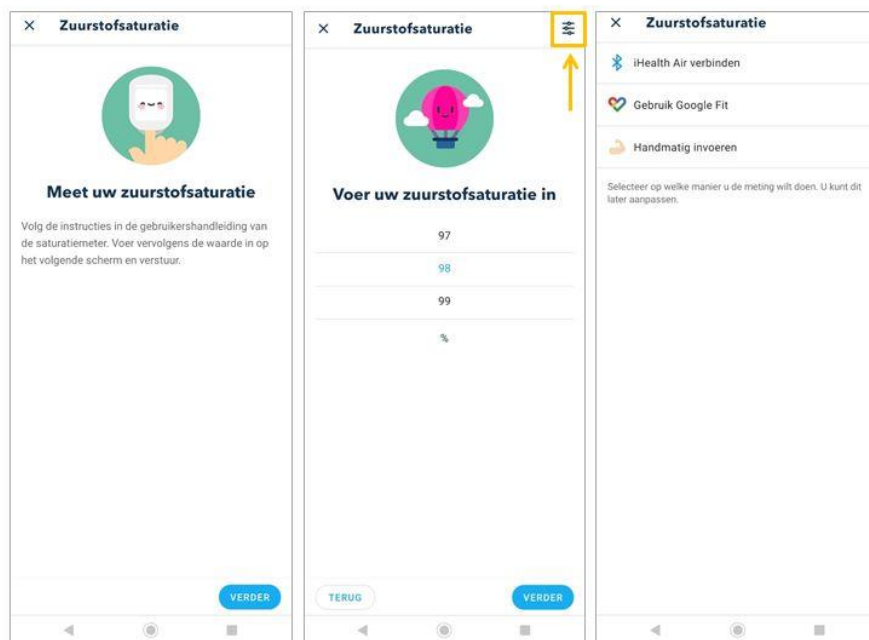 Zuurstofsaturatie
Meet uw zuurstofsaturatie
Volg de instructies in de gebruikershandleiding van
de saturatiemeter. Voer vervolgens de waarde in op
het volgende scherm en verstuur.
VERDER
Zuurstofsaturatie
Voer uw zuurstofsaturatie in
97
98
99
%
TERUG
VERDER
Zuurstofsaturatie
iHealth Air verbinden
Gebruik Google Fit
Handmatig invoeren
Selecteer op welke manier u de meting wilt doen. U kunt dit
later aanpassen.